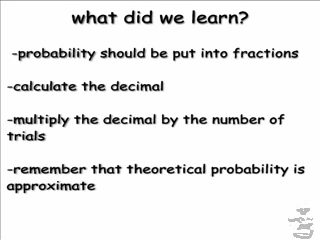 what did we learn?
-probability should be put into fractions
-calculate the decimal
-multiply the decimal by the number of
trials
-remember that theoretical probability is
approximate